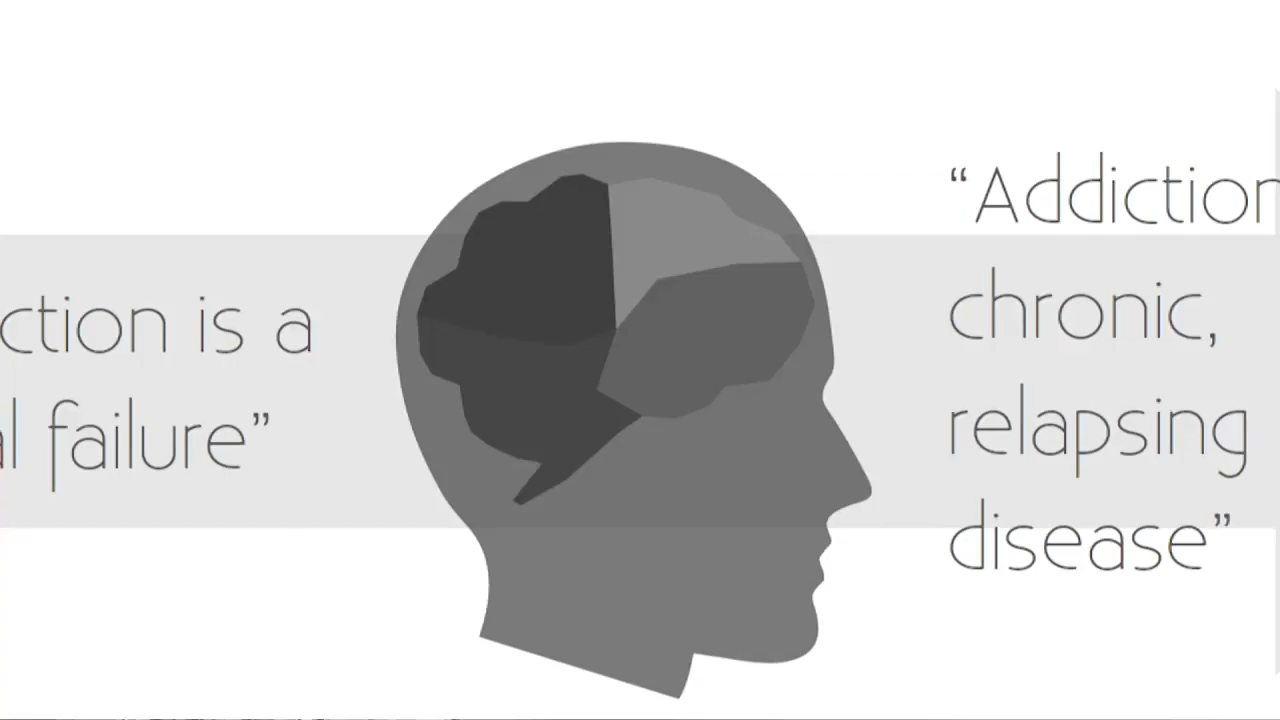 ction is a
l failure”
“Addiction
chronic,
relapsing
disease”